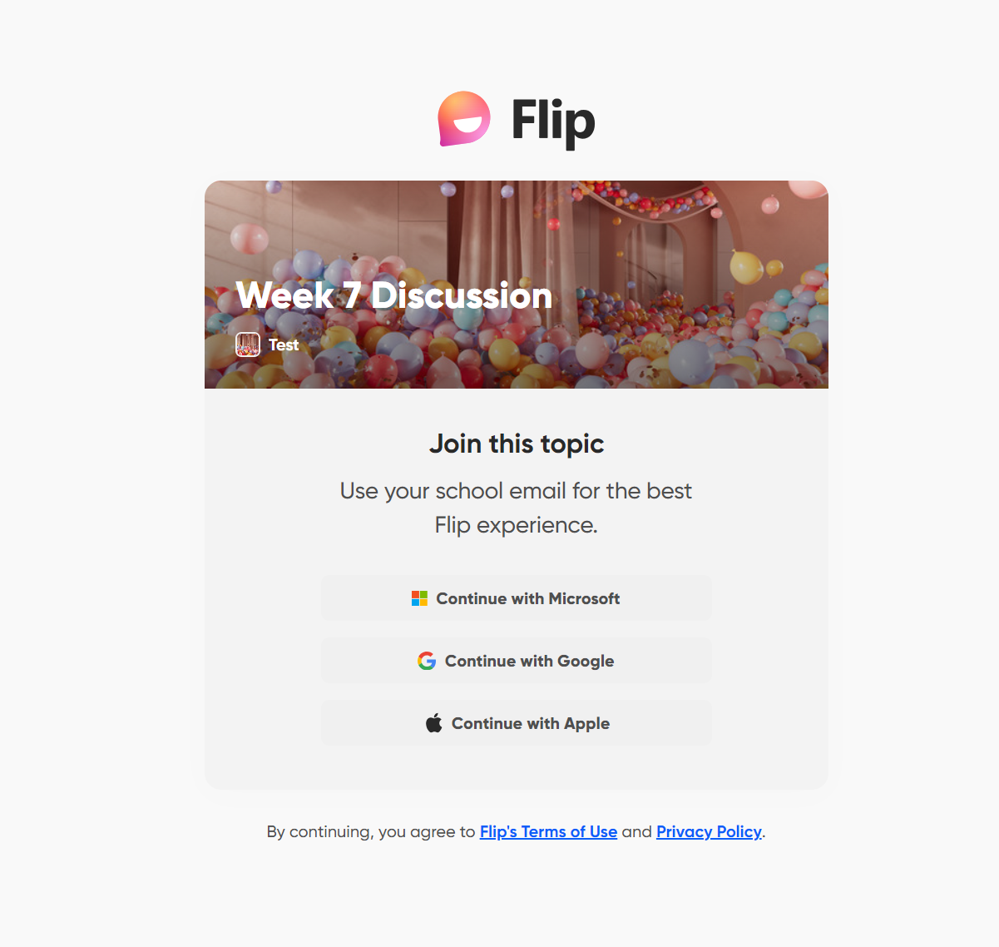 Flip
Week 7 Discussion
Test
Join this topic
Use your school email for the best
Flip experience.
Continue with Microsoft
Continue with Google
Continue with Apple
By continuing, you agree to Flip's Terms of Use and Privacy Policy.